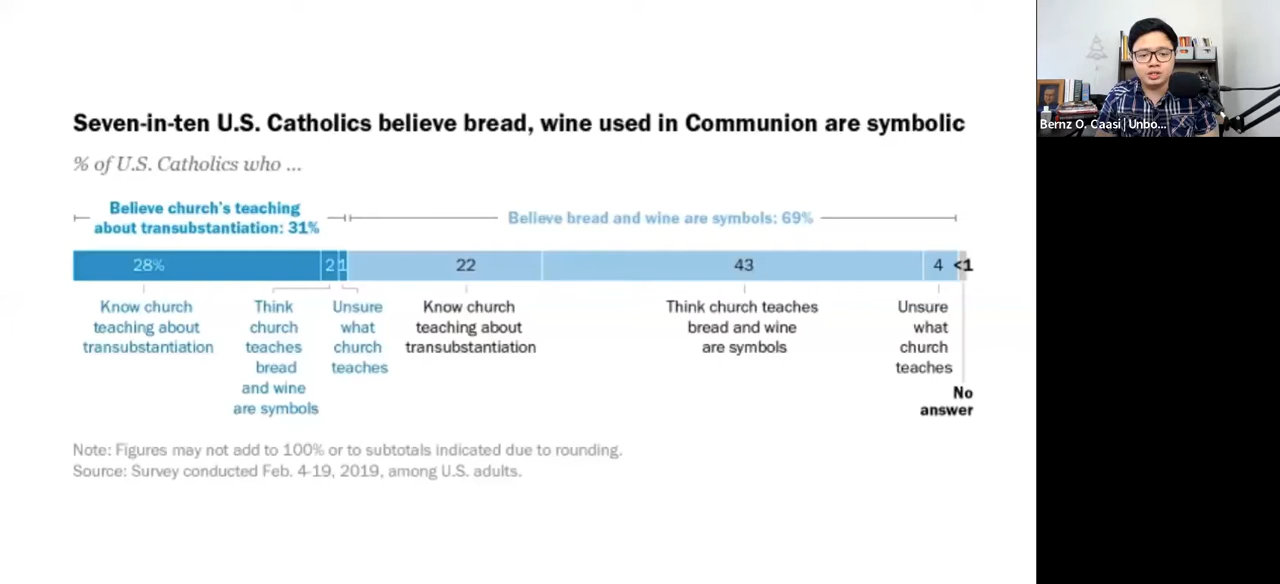 Seven-in-ten U.S. Catholics believe bread, wine used in Communion are symbolic
% of U.S. Catholics who ...
Believe church's teaching
about transubstantiation: 31%
Believe bread and wine are symbols: 69%
28% 2 1 22 43 4 <1
Know church
teaching about
transubstantiation
Think
church
teaches
bread
and wine
are symbols
Unsure
what
church
teaches
Know church
teaching about
transubstantiation
Think church teaches
bread and wine
are symbols
Unsure
what
church
teaches
No
answer
Note: Figures may not add to 100% or to subtotals indicated due to rounding.
Source: Survey conducted Feb. 4-19, 2019, among U.S. adults.
Bernz O. Caasi | Unbo...